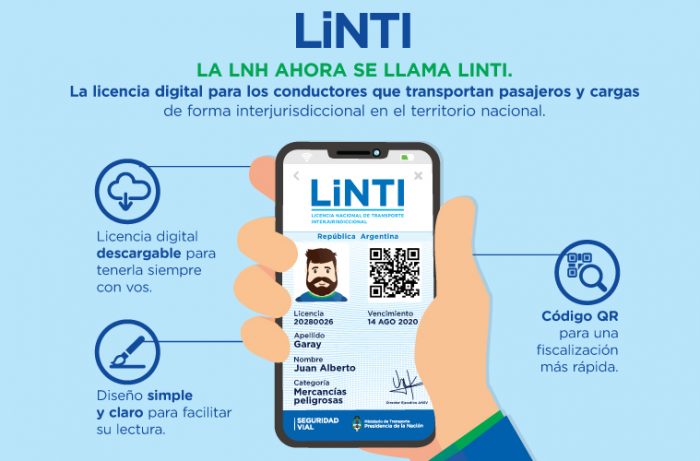 LiNTI
LA LNH AHORA SE LLAMA LINTI.
La licencia digital para los conductores que transportan pasajeros y cargas
de forma interjurisdiccional en el territorio nacional.
Licencia digital
descargable para
tenerla siempre
con vos.
Diseño simple
y claro para facilitar
su lectura.
LiNTI
LICENCIA NACIONAL DE TRANSPORTE
INTERJURISDICCIONAL
República Argentina
Licencia
20280026
Vencimiento
14 AGO 2020
Apellido
Garay
Nombre
Juan Alberto
Categoría
Mercancías
peligrosas
Director Ejecutivo ANSV
SEGURIDAD
VIAL
Ministerio de Transporte
Presidencia de la Nación
Código QR
para una
fiscalización
más rápida.